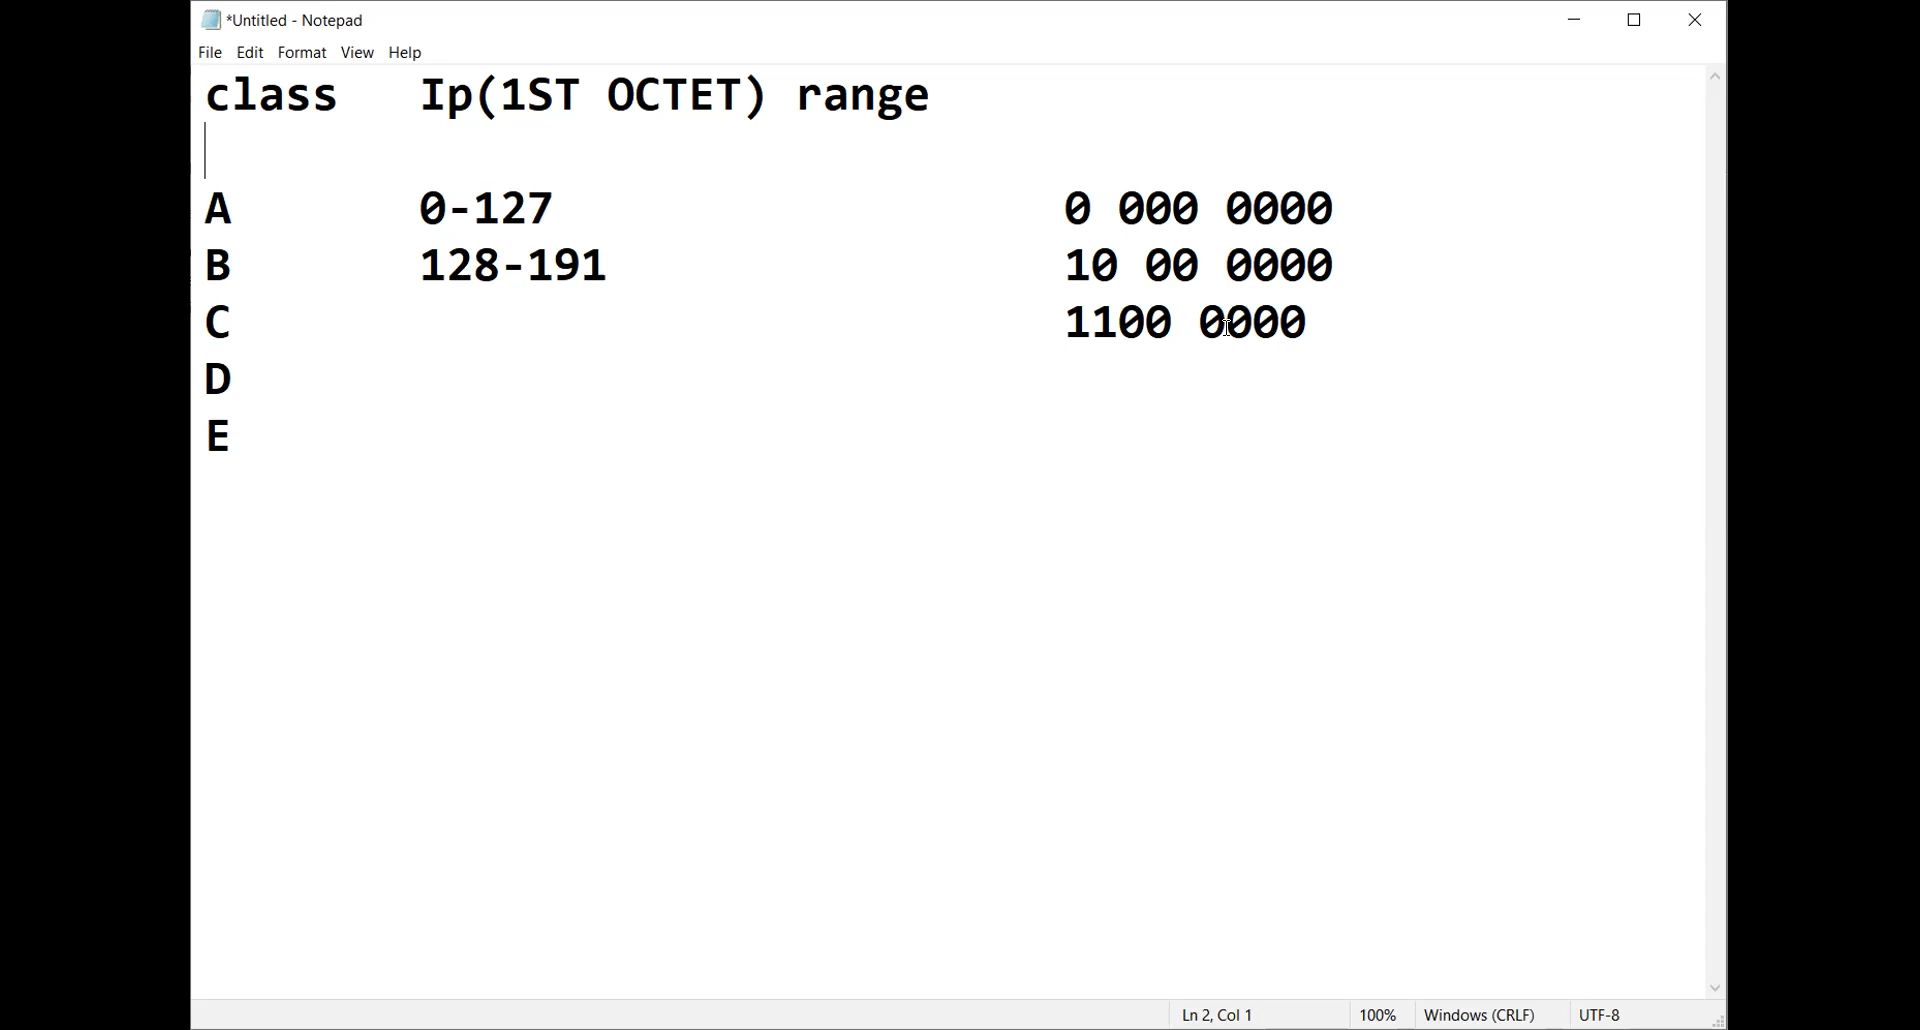 *Untitled - Notepad
File Edit Format View Help
class Ip(1ST OCTET) range
A 0-127 0 000 0000
B 128-191 10 00 0000
C 1100 0000
D
E
Ln 2, Col 1 100% Windows (CRLF) UTF-8